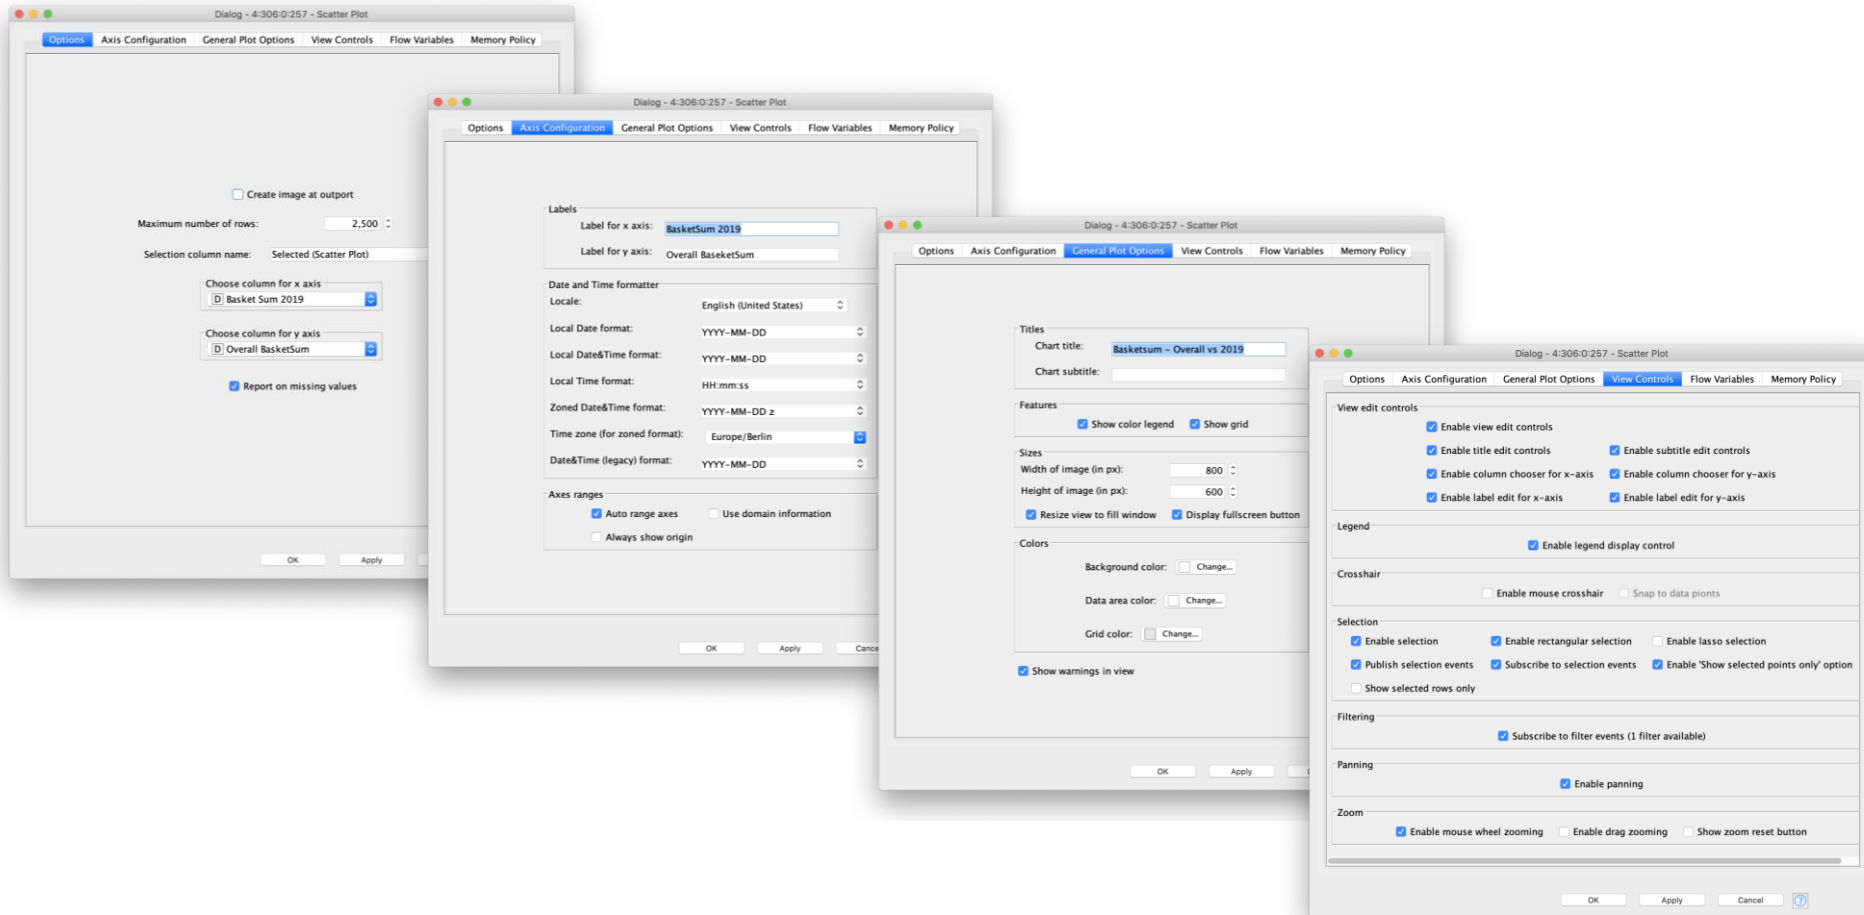 Dialog - 4:306:0:257 - Scatter Plot
Options Axis Configuration General Plot Options View Controls Flow Variables Memory Policy
Create image at outport
Maximum number of rows: 2,500
Selection column name: Selected (Scatter Plot)
Choose column for x axis
D Basket Sum 2019
Choose column for y axis
D Overall BasketSum
Report on missing values
OK Apply
Dialog - 4:306:0:257 - Scatter Plot
Options Axis Configuration General Plot Options View Controls Flow Variables Memory Policy
Labels
Label for x axis: BasketSum 2019
Label for y axis: Overall BaseketSum
Date and Time formatter
Locale: English (United States)
Local Date format: YYYY-MM-DD
Local Date&Time format: YYYY-MM-DD
Local Time format: HH:mm:ss
Zoned Date&Time format: YYYY-MM-DD z
Time zone (for zoned format): Europe/Berlin
Date&Time (legacy) format: YYYY-MM-DD
Axes ranges
Auto range axes Use domain information
Always show origin
OK Apply Cance
Dialog - 4:306:0:257 - Scatter Plot
Options Axis Configuration General Plot Options View Controls Flow Variables Memory Policy
Titles
Chart title: Basketsum - Overall vs 2019
Chart subtitle:
Features
Show color legend Show grid
Sizes
Width of image (in px): 800
Height of image (in px): 600
Resize view to fill window Display fullscreen button
Colors
Background color: Change...
Data area color: Change...
Grid color: Change...
Show warnings in view
OK Apply
Dialog - 4:306:0:257 - Scatter Plot
Options Axis Configuration General Plot Options View Controls Flow Variables Memory Policy
View edit controls
Enable view edit controls
Enable title edit controls Enable subtitle edit controls
Enable column chooser for x-axis Enable column chooser for y-axis
Enable label edit for x-axis Enable label edit for y-axis
Legend
Enable legend display control
Crosshair
Enable mouse crosshair Snap to data pionts
Selection
Enable selection Enable rectangular selection Enable lasso selection
Publish selection events Subscribe to selection events Enable 'Show selected points only' option
Show selected rows only
Filtering
Subscribe to filter events (1 filter available)
Panning
Enable panning
Zoom
Enable mouse wheel zooming Enable drag zooming Show zoom reset button
OK Apply Cancel ?